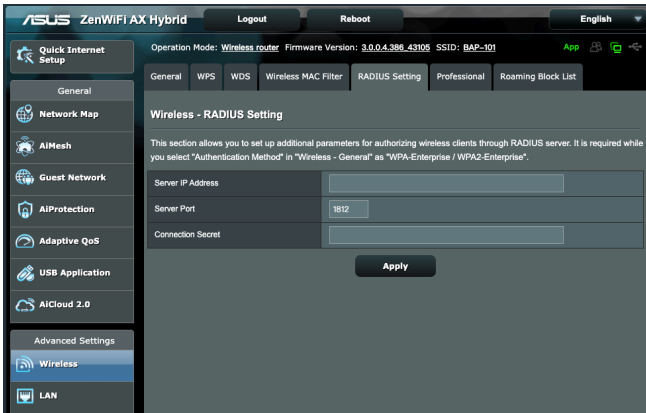 ASUS ZenWiFi AX Hybrid Logout Reboot English
Quick Internet Setup
Operation Mode: Wireless router Firmware Version: 3.0.0.4.386_43105 SSID: BAP-101 App
General WPS WDS Wireless MAC Filter RADIUS Setting Professional Roaming Block List
General
Network Map
AiMesh
Guest Network
AiProtection
Adaptive QoS
USB Application
AiCloud 2.0
Advanced Settings
Wireless
LAN
Wireless - RADIUS Setting
This section allows you to set up additional parameters for authorizing wireless clients through RADIUS server. It is required while
you select "Authentication Method" in "Wireless - General" as "WPA-Enterprise / WPA2-Enterprise".
Server IP Address
Server Port 1812
Connection Secret
Apply